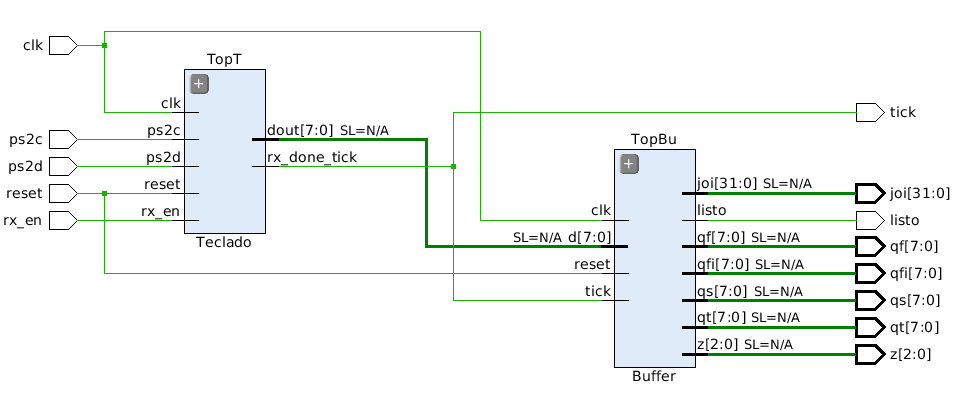 clk
ps2c
ps2d
reset
rx_en
TopT
+
clk
ps2c
ps2d
reset
rx_en
dout[7:0] SL=N/A
rx_done_tick
Teclado
TopBu
+
clk
SL=N/A d[7:0]
reset
tick
joi[31:0] SL=N/A
listo
qf[7:0] SL=N/A
qfi[7:0] SL=N/A
qs[7:0] SL=N/A
qt[7:0] SL=N/A
z[2:0] SL=N/A
Buffer
tick
joi[31:0]
listo
qf[7:0]
qfi[7:0]
qs[7:0]
qt[7:0]
z[2:0]